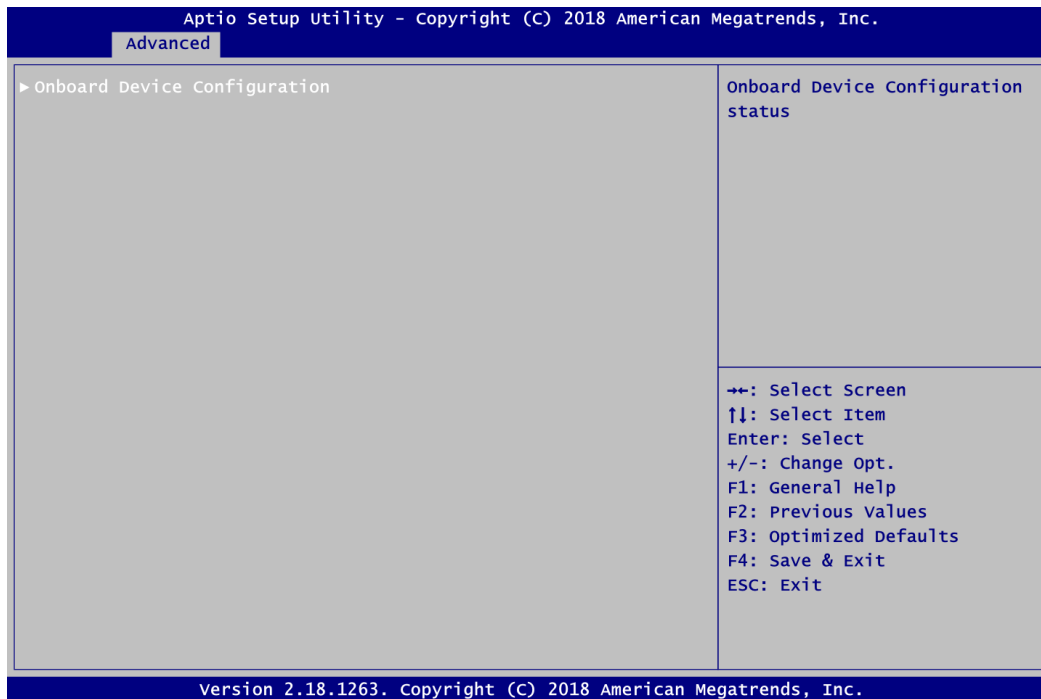 Aptio Setup Utility - Copyright (C) 2018 American Megatrends, Inc.
Advanced
►Onboard Device Configuration
Onboard Device Configuration
status
→←: Select Screen
↑↓: Select Item
Enter: Select
+/-: Change Opt.
F1: General Help
F2: Previous Values
F3: Optimized Defaults
F4: Save & Exit
ESC: Exit
Version 2.18.1263. Copyright (C) 2018 American Megatrends, Inc.